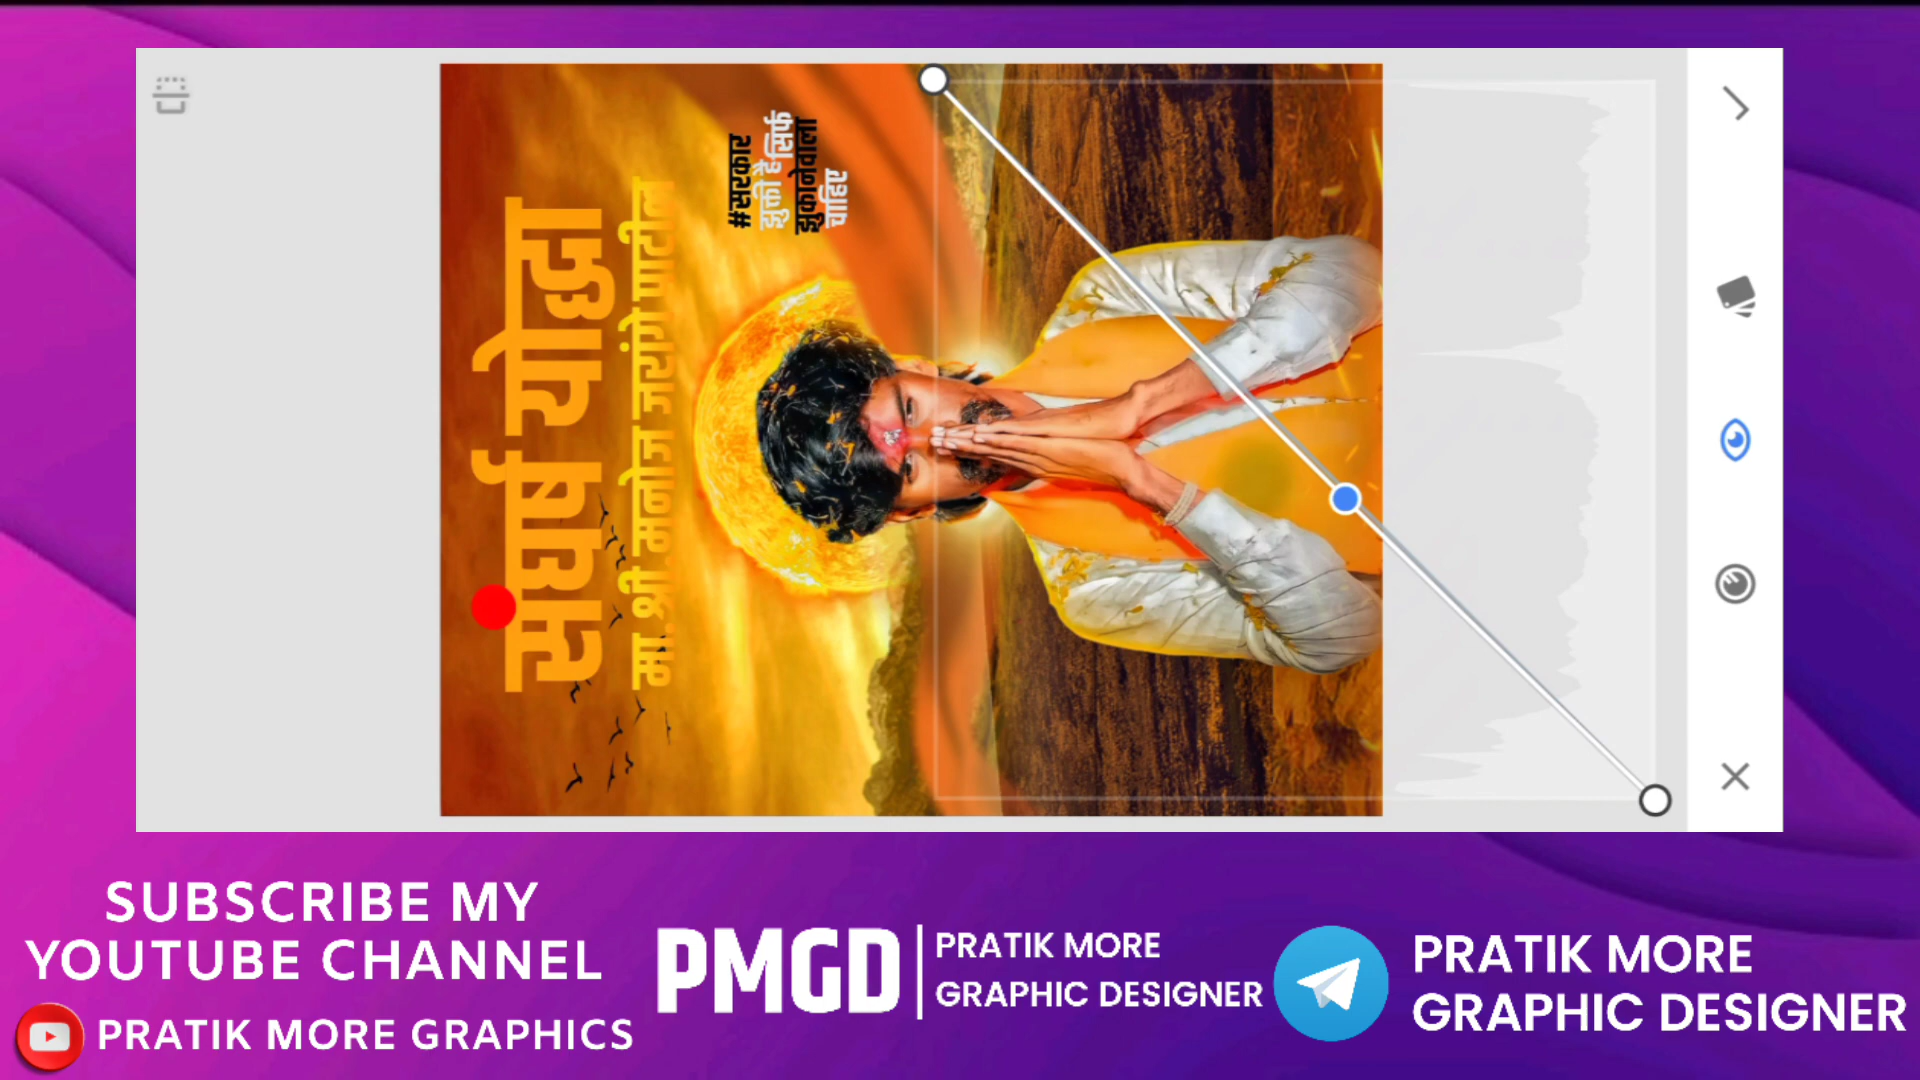 संघर्ष योद्धा
मा.श्री.मनोज जरांगे पाटील
#सरकार
झुक्ती है सिर्फ
झुकानेवाला
चाहिए
SUBSCRIBE MY
YOUTUBE CHANNEL
PRATIK MORE GRAPHICS
PMGD
PRATIK MORE
GRAPHIC DESIGNER
PRATIK MORE
GRAPHIC DESIGNER